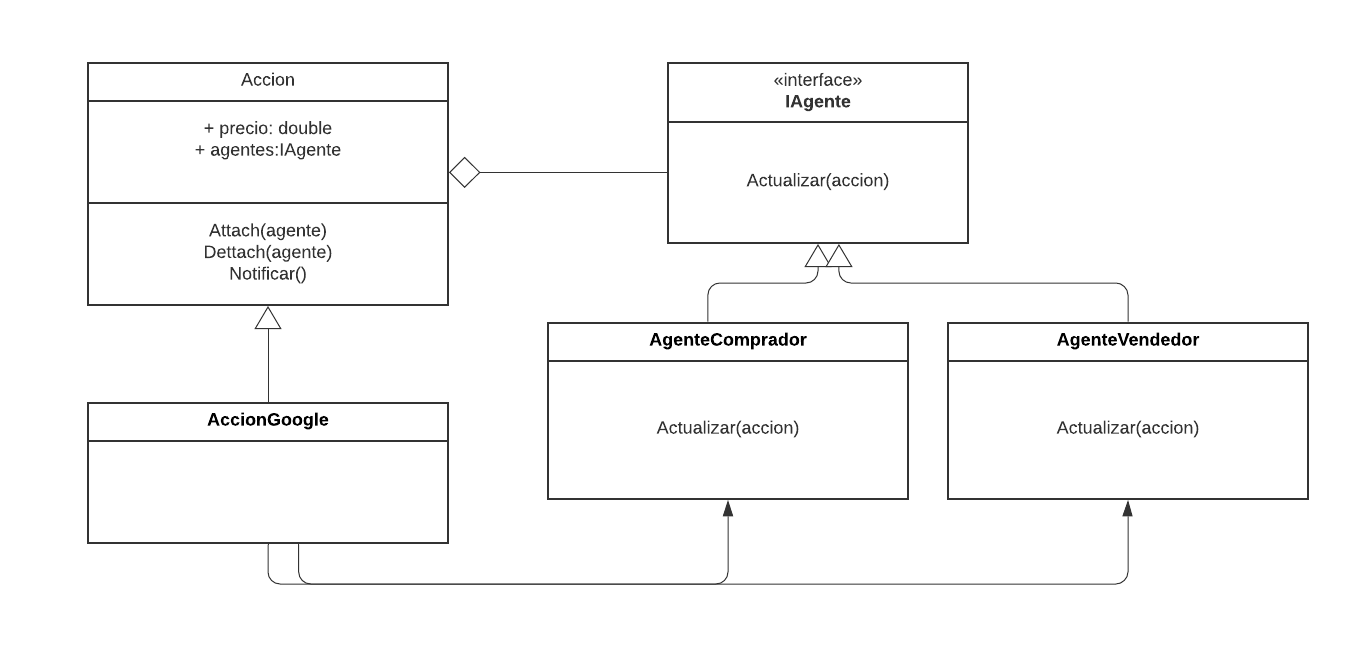 Accion
+ precio: double
+ agentes:IAgente
Attach(agente)
Dettach(agente)
Notificar()
«interface»
IAgente
Actualizar(accion)
AccionGoogle
AgenteComprador
Actualizar(accion)
AgenteVendedor
Actualizar(accion)